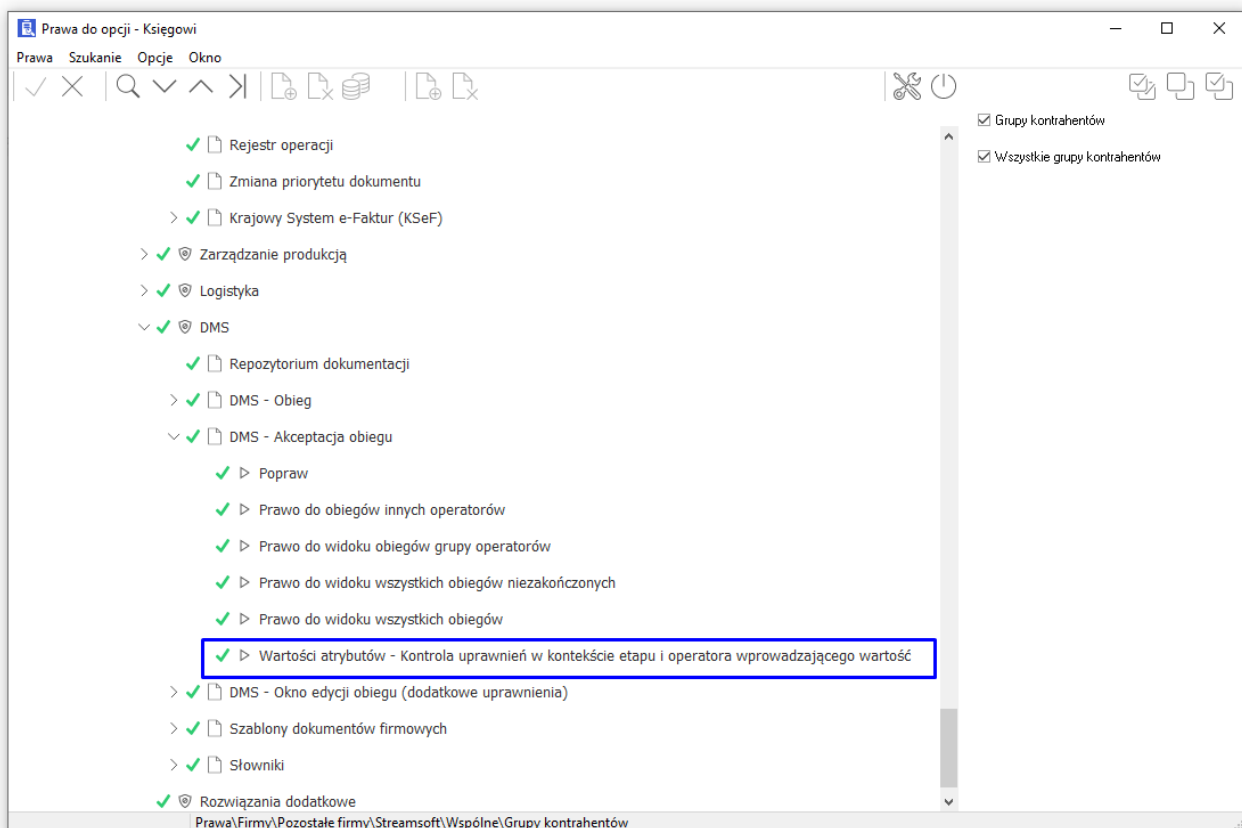 Prawa do opcji - Księgowi
Prawa Szukanie Opcje Okno
Grupy kontrahentów
Rejestr operacji
Wszystkie grupy kontrahentów
Zmiana priorytetu dokumentu
Krajowy System e-Faktur (KSeF)
Zarządzanie produkcją
Logistyka
DMS
Repozytorium dokumentacji
DMS - Obieg
DMS - Akceptacja obiegu
Popraw
Prawo do obiegów innych operatorów
Prawo do widoku obiegów grupy operatorów
Prawo do widoku wszystkich obiegów niezakończonych
Prawo do widoku wszystkich obiegów
Wartości atrybutów - Kontrola uprawnień w kontekście etapu i operatora wprowadzającego wartość
DMS - Okno edycji obiegu (dodatkowe uprawnienia)
Szablony dokumentów firmowych
Słowniki
Rozwiązania dodatkowe
Prawa\Firmy\Pozostałe firmy\Streamsoft\Wspólne\Grupy kontrahentów